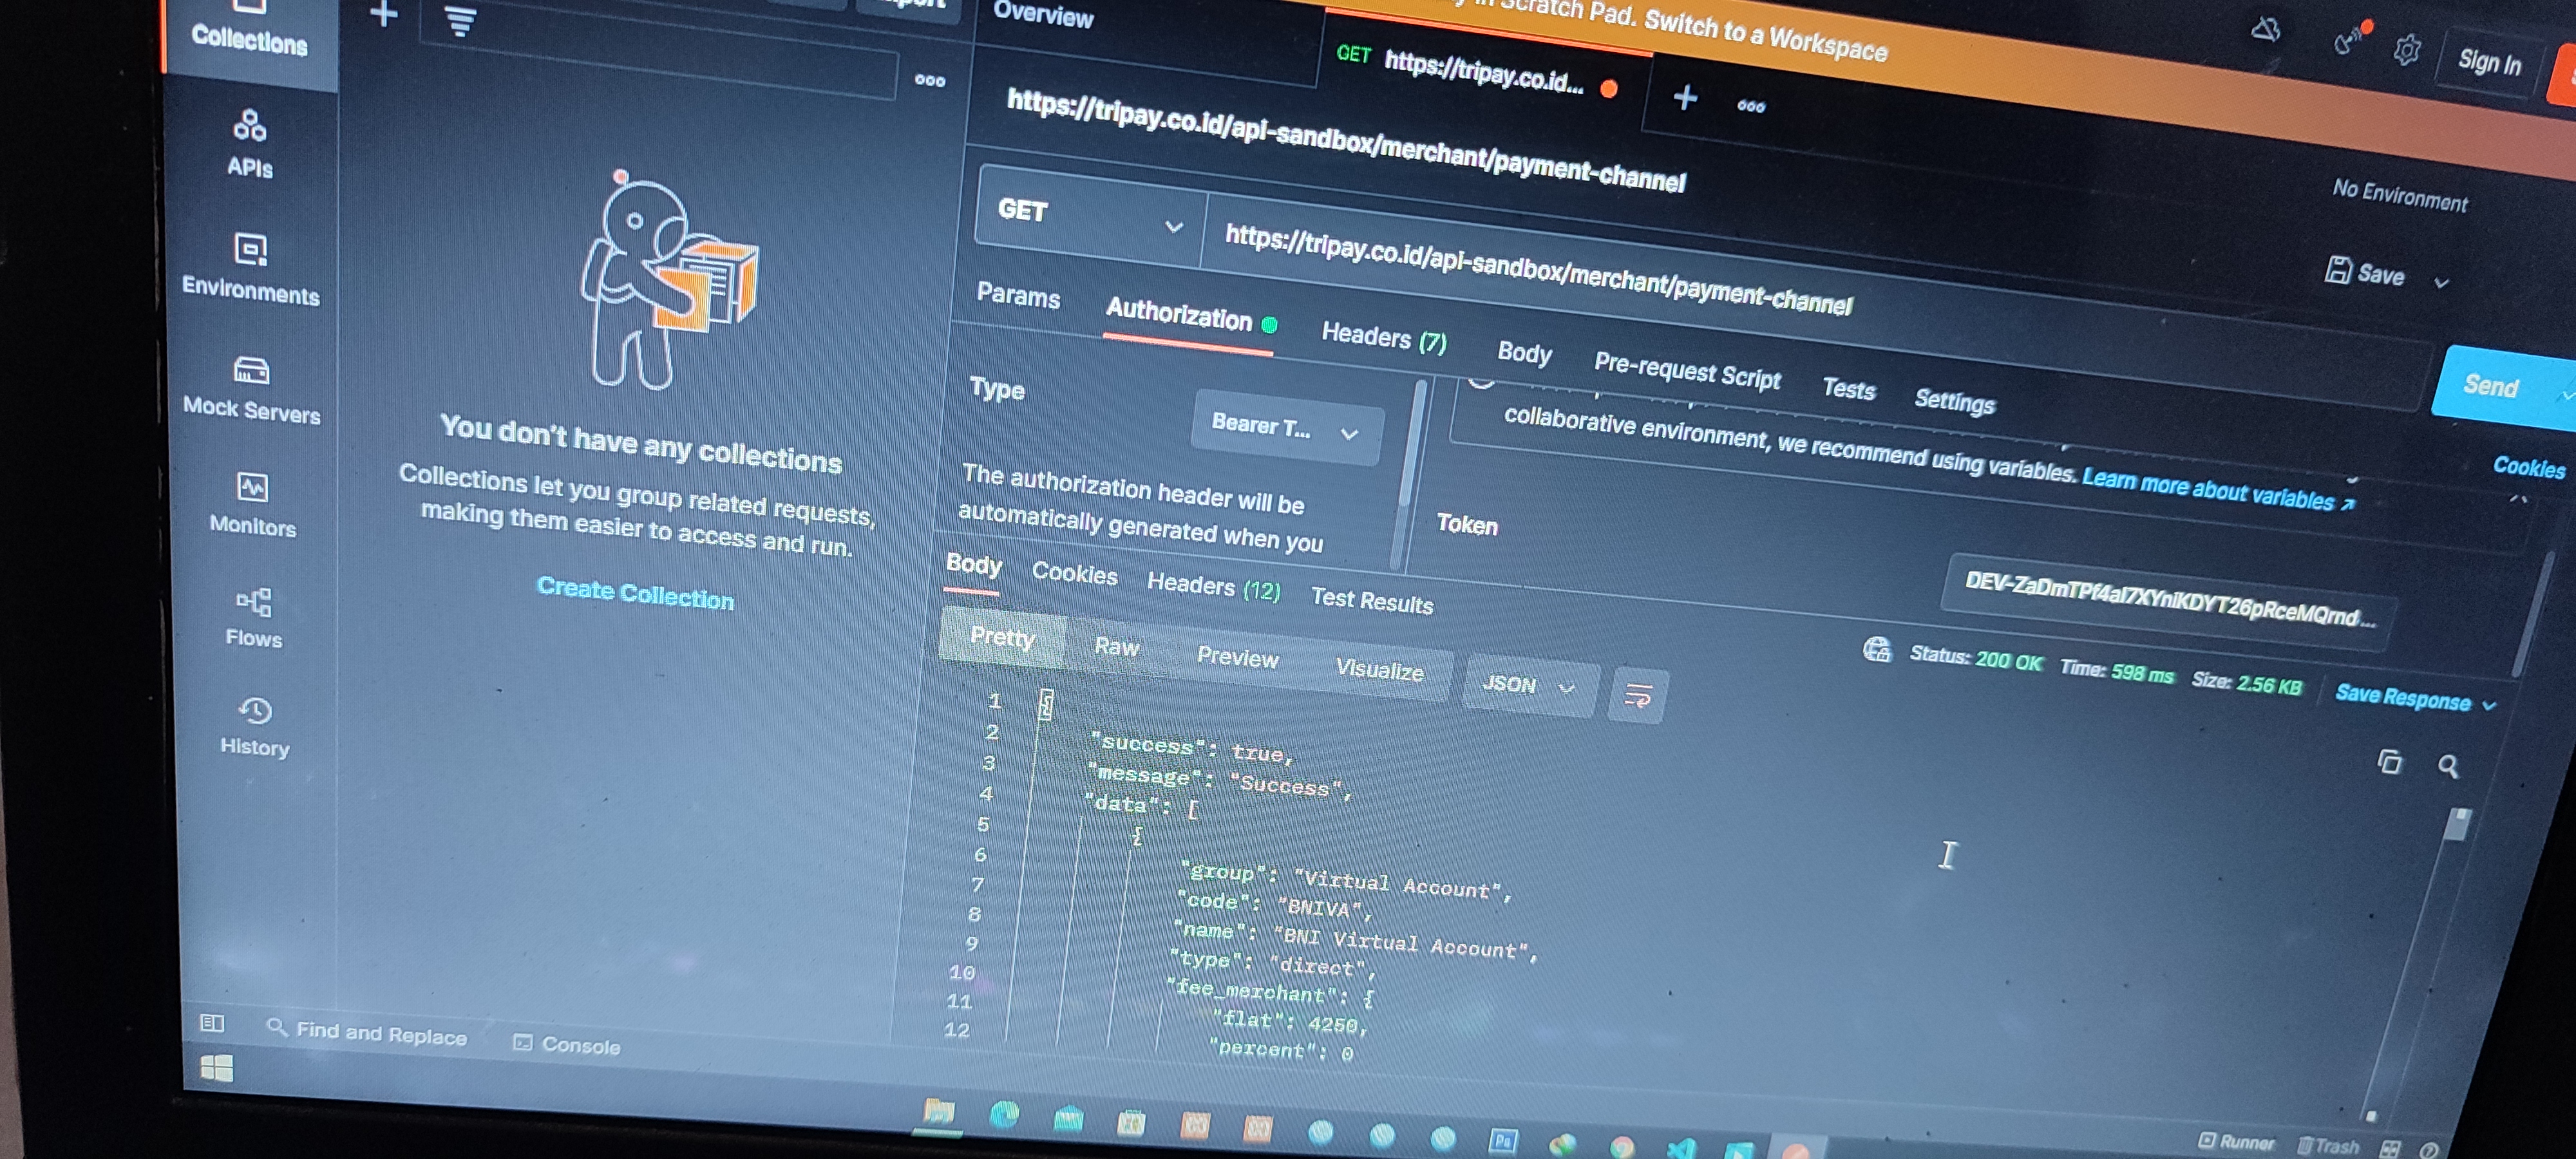 Collections
Overview
Scratch Pad. Switch to a Workspace
GET https://tripay.co.id...
Sign In
https://tripay.co.id/api-sandbox/merchant/payment-channel
No Environment
APIs
GET
https://tripay.co.id/api-sandbox/merchant/payment-channel
Save
Environments
Params
Authorization
Headers (7)
Body
Pre-request Script
Tests
Settings
Send
Mock Servers
Type
Bearer T...
collaborative environment, we recommend using variables. Learn more about variables ↗
Cookies
You don't have any collections
Collections let you group related requests,
making them easier to access and run.
Create Collection
The authorization header will be
automatically generated when you
Token
DEV-ZaDmTPf4aI7XYniKDYT26pRceMQrnd...
Monitors
Body
Cookies
Headers (12)
Test Results
Status: 200 OK Time: 598 ms Size: 2.56 KB
Save Response
Flows
Pretty
Raw
Preview
Visualize
JSON
History
1 {
2 "success": true,
3 "message": "Success",
4 "data": [
5 {
6 "group": "Virtual Account",
7 "code": "BNIVA",
8 "name": "BNI Virtual Account",
9 "type": "direct",
10 "fee_merchant": {
11 "flat": 4250,
12 "percent": 0
Find and Replace
Console
Runner
Trash
Ps